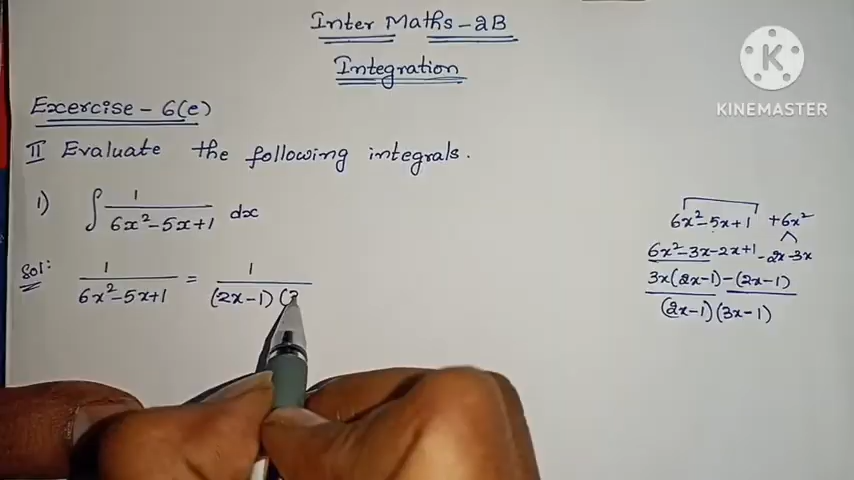 Inter Maths-2B
Integration
K
KINEMASTER
Excercise - 6(e)
II Evaluate the following integrals.
1) ∫ 1/(6x²-5x+1) dx
Sol: 1/(6x²-5x+1) = 1/((2x-1)(3
6x²-5x+1 +6x²
6x²-3x-2x+1 -2x-3x
3x(2x-1)-(2x-1)
(2x-1)(3x-1)